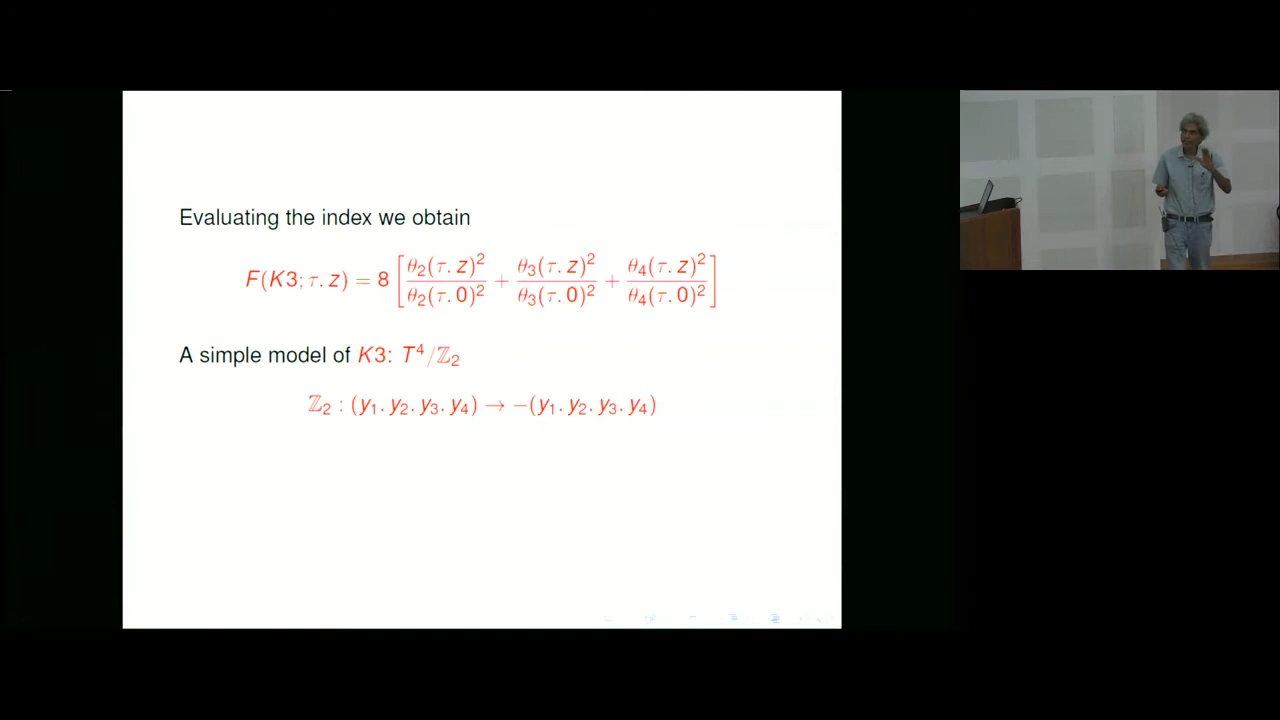 Evaluating the index we obtain
F(K3; τ, z) = 8 [ θ₂(τ, z)² / θ₂(τ, 0)² + θ₃(τ, z)² / θ₃(τ, 0)² + θ₄(τ, z)² / θ₄(τ, 0)² ]
A simple model of K3: T⁴/ℤ₂
ℤ₂ : (y₁, y₂, y₃, y₄) → −(y₁, y₂, y₃, y₄)